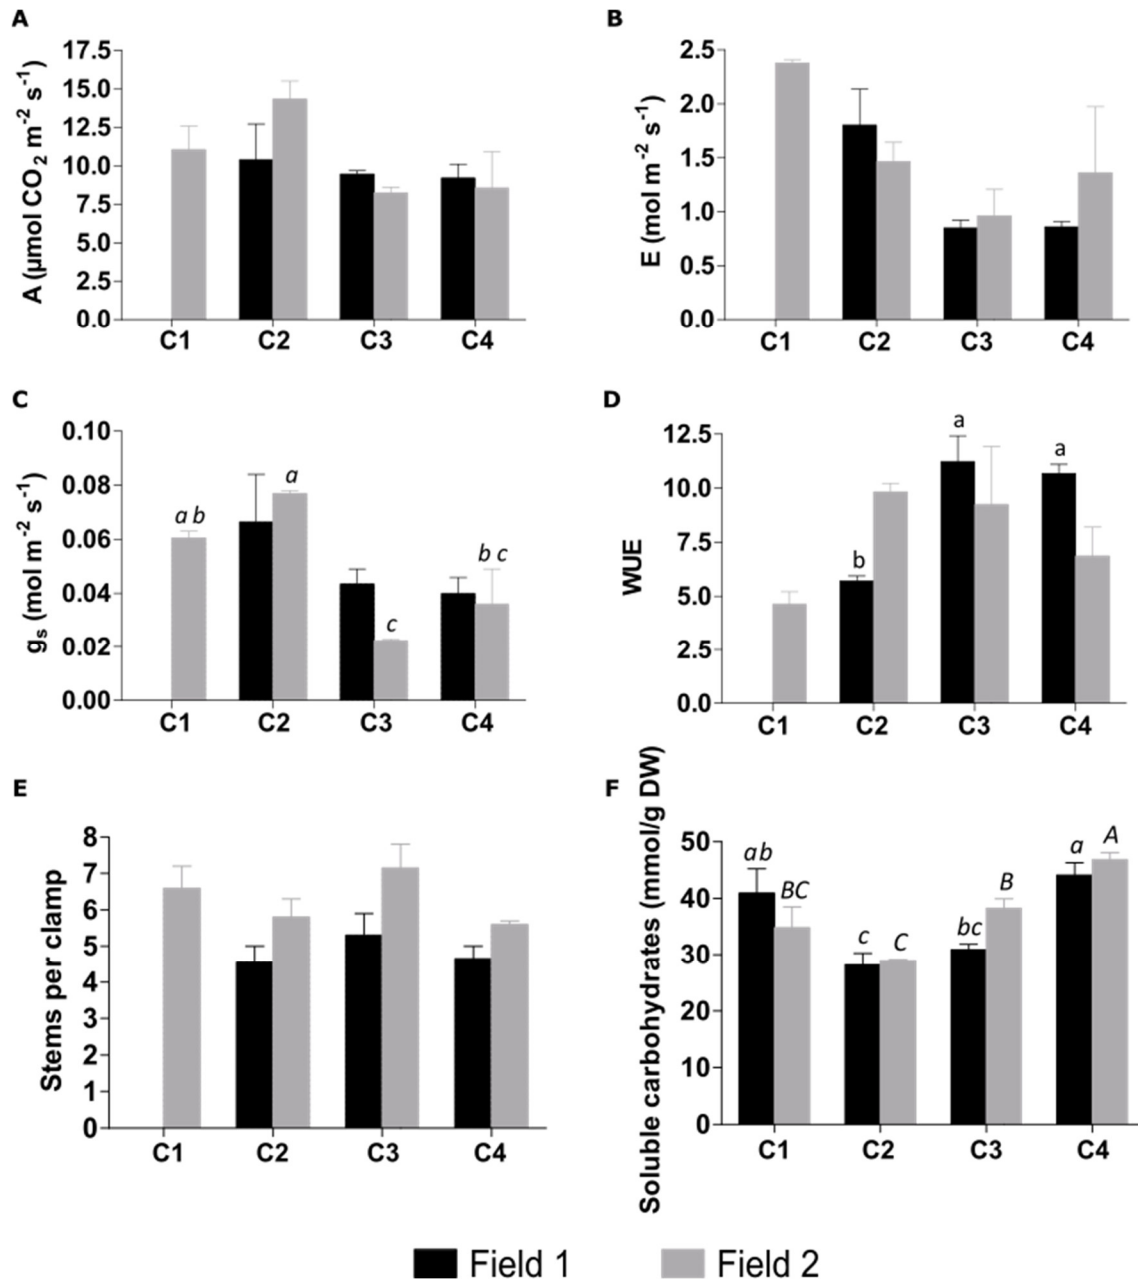 A
A (µmol CO2 m-2 s-1)
17.5
15.0
12.5
10.0
7.5
5.0
2.5
0.0
C1 C2 C3 C4
B
E (mol m-2 s-1)
2.5
2.0
1.5
1.0
0.5
0.0
C1 C2 C3 C4
C
gs (mol m-2 s-1)
0.10
0.08
0.06
0.04
0.02
0.00
a b
a
c
b c
C1 C2 C3 C4
D
WUE
12.5
10.0
7.5
5.0
2.5
0.0
b
a
a
C1 C2 C3 C4
E
Stems per clamp
8
7
6
5
4
3
2
1
0
C1 C2 C3 C4
F
Soluble carbohydrates (mmol/g DW)
50
40
30
20
10
0
ab
BC
c
C
bc
B
a
A
C1 C2 C3 C4
Field 1 Field 2